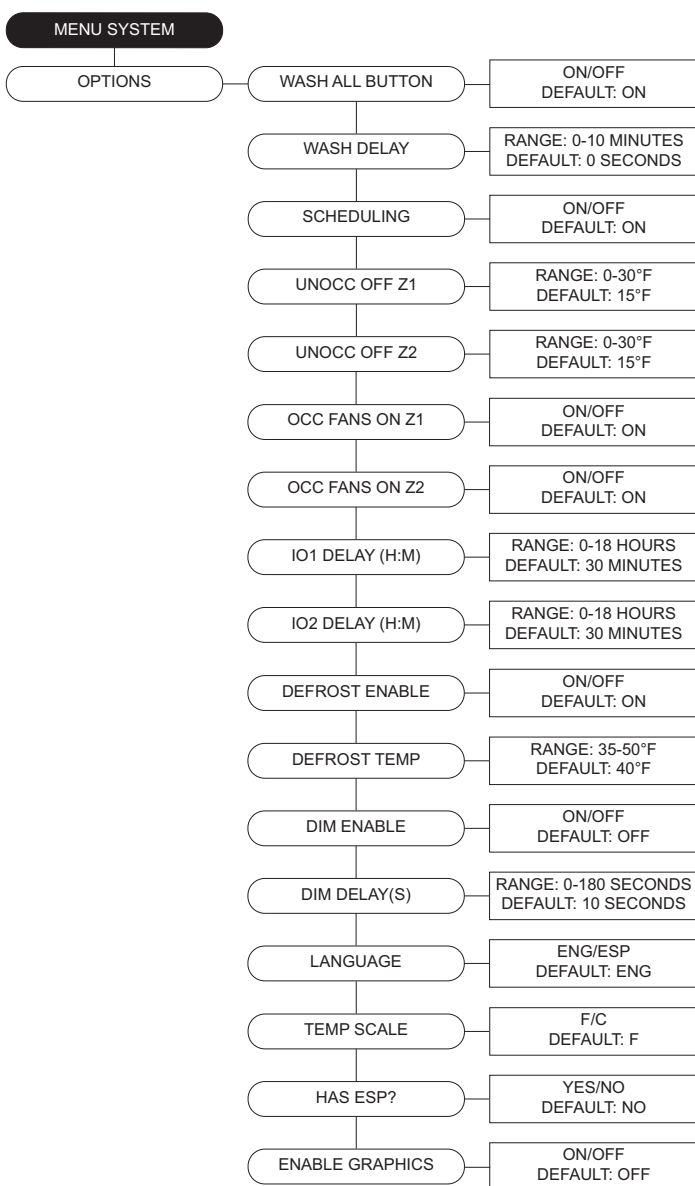 MENU SYSTEM
OPTIONS
WASH ALL BUTTON
ON/OFF
DEFAULT: ON
WASH DELAY
RANGE: 0-10 MINUTES
DEFAULT: 0 SECONDS
SCHEDULING
ON/OFF
DEFAULT: ON
UNOCC OFF Z1
RANGE: 0-30°F
DEFAULT: 15°F
UNOCC OFF Z2
RANGE: 0-30°F
DEFAULT: 15°F
OCC FANS ON Z1
ON/OFF
DEFAULT: ON
OCC FANS ON Z2
ON/OFF
DEFAULT: ON
IO1 DELAY (H:M)
RANGE: 0-18 HOURS
DEFAULT: 30 MINUTES
IO2 DELAY (H:M)
RANGE: 0-18 HOURS
DEFAULT: 30 MINUTES
DEFROST ENABLE
ON/OFF
DEFAULT: ON
DEFROST TEMP
RANGE: 35-50°F
DEFAULT: 40°F
DIM ENABLE
ON/OFF
DEFAULT: OFF
DIM DELAY(S)
RANGE: 0-180 SECONDS
DEFAULT: 10 SECONDS
LANGUAGE
ENG/ESP
DEFAULT: ENG
TEMP SCALE
F/C
DEFAULT: F
HAS ESP?
YES/NO
DEFAULT: NO
ENABLE GRAPHICS
ON/OFF
DEFAULT: OFF